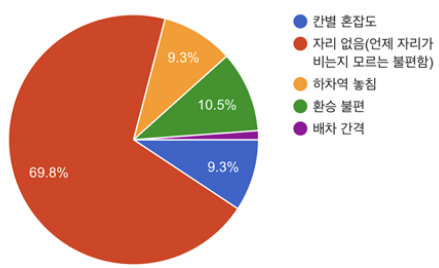 칸별 혼잡도
자리 없음(언제 자리가
비는지 모르는 불편함)
하차역 놓침
환승 불편
배차 간격
9.3%
10.5%
9.3%
69.8%